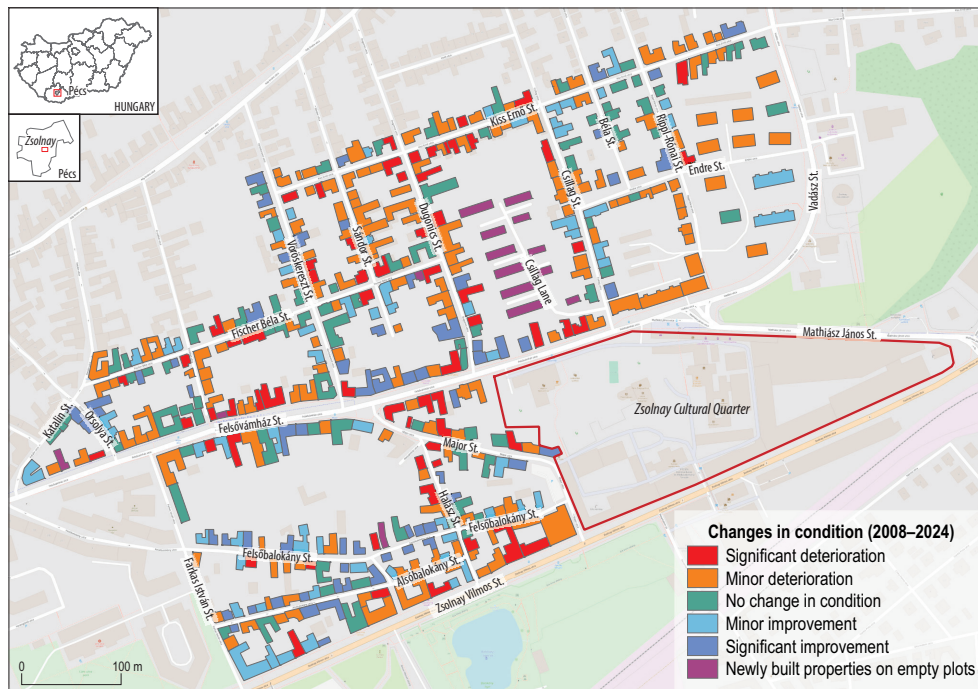 Pécs
HUNGARY
Zsolnay
Pécs
Kiss Ernő St.
Béla St.
Rippl-Rónai St.
Endre St.
Vadász St.
Csillag St.
Dugonics St.
Sándor St.
Vöröskereszt St.
Csillag Lane
Fischer Béla St.
Mathiász János St.
Katalin St.
Orsolya St.
Felsővámház St.
Zsolnay Cultural Quarter
Major St.
Halász St.
Felsőbalokány St.
Felsőbalokány St.
Alsóbalokány St.
Farkas István St.
Zsolnay Vilmos St.
Changes in condition (2008–2024)
Significant deterioration
Minor deterioration
No change in condition
Minor improvement
Significant improvement
Newly built properties on empty plots
0 100 m